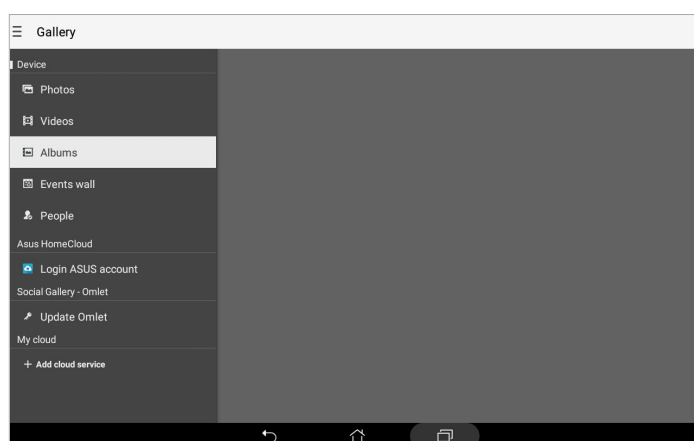 Gallery
Device
Photos
Videos
Albums
Events wall
People
Asus HomeCloud
Login ASUS account
Social Gallery - Omlet
Update Omlet
My cloud
+ Add cloud service